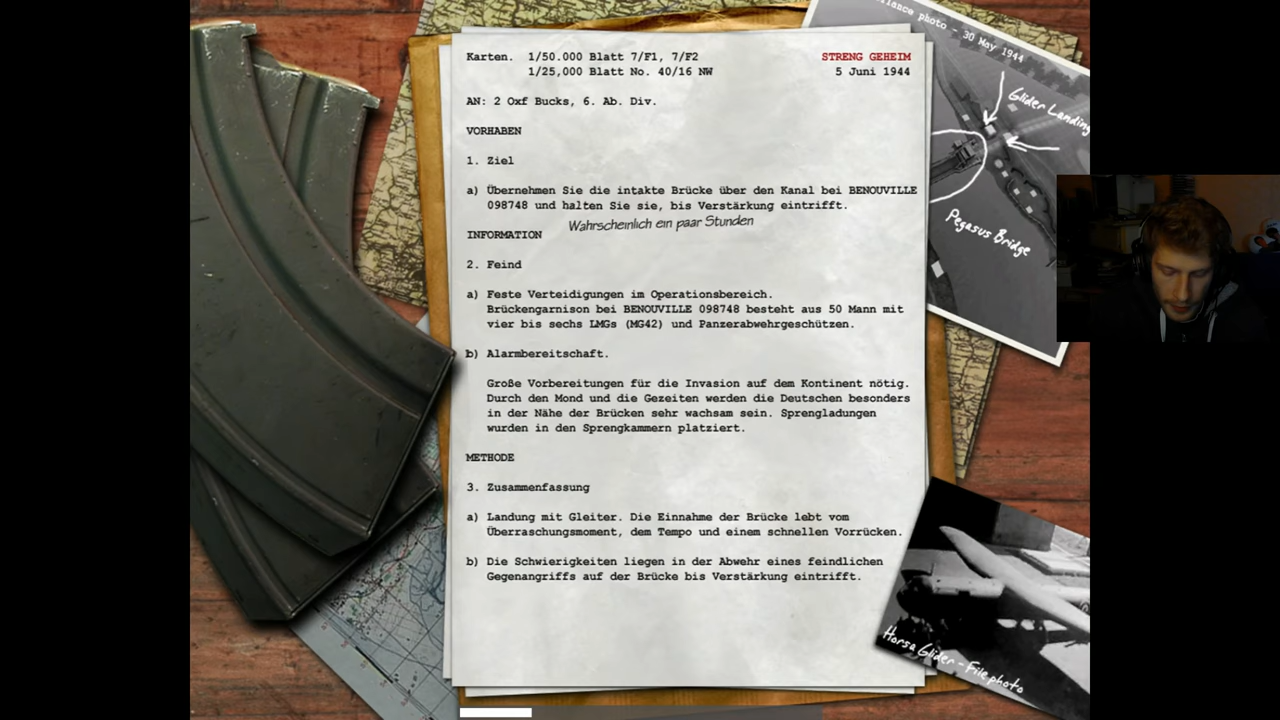 Karten. 1/50.000 Blatt 7/F1, 7/F2
STRENG GEHEIM
1/25,000 Blatt No. 40/16 NW
5 Juni 1944
AN: 2 Oxf Bucks, 6. Ab. Div.
VORHABEN
1. Ziel
a) Übernehmen Sie die intakte Brücke über den Kanal bei BENOUVILLE
098748 und halten Sie sie, bis Verstärkung eintrifft.
Wahrscheinlich ein paar Stunden
INFORMATION
2. Feind
a) Feste Verteidigungen im Operationsbereich.
Brückengarnison bei BENOUVILLE 098748 besteht aus 50 Mann mit
vier bis sechs LMGs (MG42) und Panzerabwehrgeschützen.
b) Alarmbereitschaft.
Große Vorbereitungen für die Invasion auf dem Kontinent nötig.
Durch den Mond und die Gezeiten werden die Deutschen besonders
in der Nähe der Brücken sehr wachsam sein. Sprengladungen
wurden in den Sprengkammern platziert.
METHODE
3. Zusammenfassung
a) Landung mit Gleiter. Die Einnahme der Brücke lebt vom
Überraschungsmoment, dem Tempo und einem schnellen Vorrücken.
b) Die Schwierigkeiten liegen in der Abwehr eines feindlichen
Gegenangriffs auf der Brücke bis Verstärkung eintrifft.
photo - 30 May 1944
Glider Landing
Pegasus Bridge
Horsa Glider - File photo